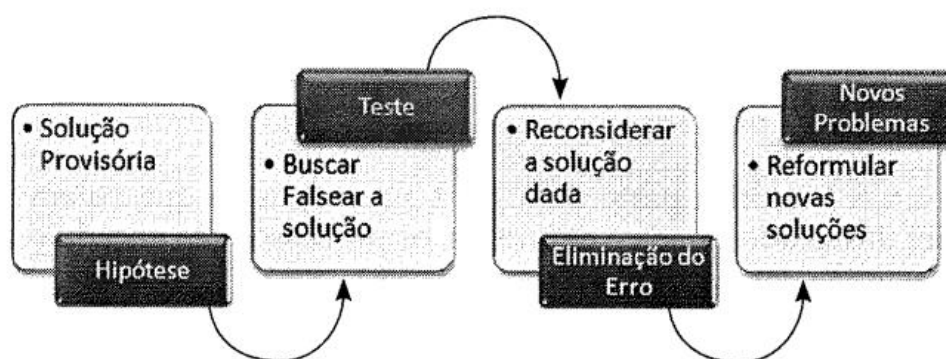 • Solução
Provisória
Hipótese
Teste
• Buscar
Falsear a
solução
• Reconsiderar
a solução
dada
Eliminação do
Erro
Novos
Problemas
• Reformular
novas
soluções